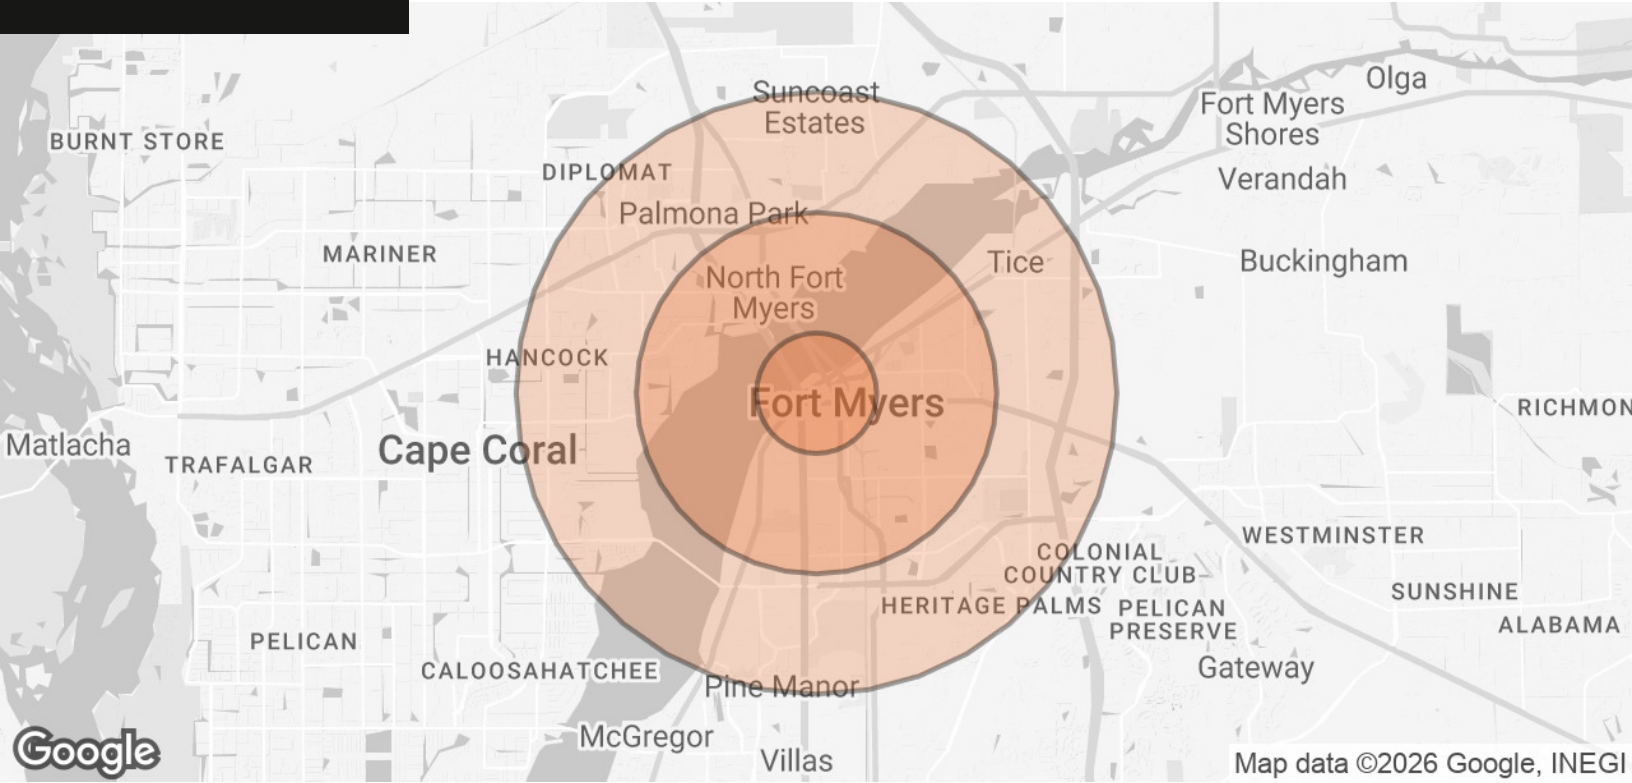 Suncoast
Estates
Olga
Fort Myers
Shores
BURNT STORE
DIPLOMAT
Verandah
Palmona Park
MARINER
Tice
Buckingham
North Fort
Myers
HANCOCK
Fort Myers
RICHMON
Matlacha
Cape Coral
TRAFALGAR
WESTMINSTER
COLONIAL
COUNTRY CLUB
SUNSHINE
HERITAGE PALMS
PELICAN
PRESERVE
ALABAMA
PELICAN
CALOOSAHATCHEE
Gateway
Pine Manor
McGregor
Villas
Google
Map data ©2026 Google, INEGI